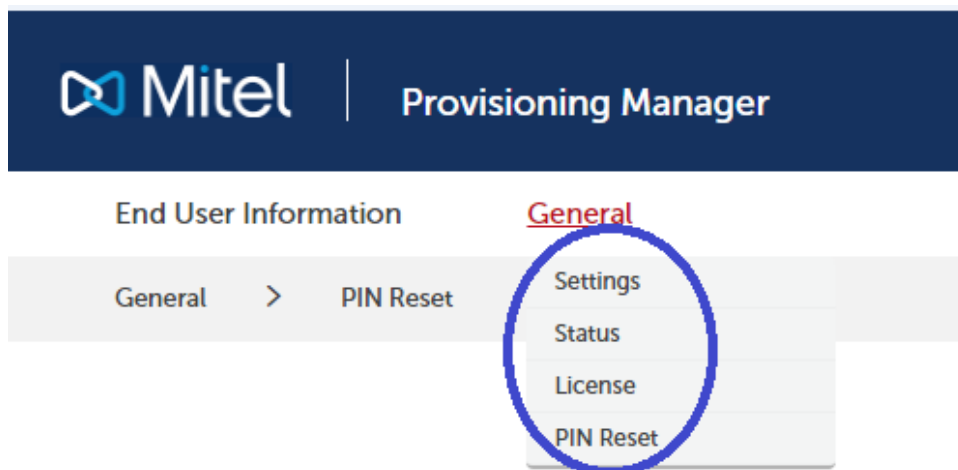 Mitel Provisioning Manager
End User Information General
General > PIN Reset
Settings
Status
License
PIN Reset